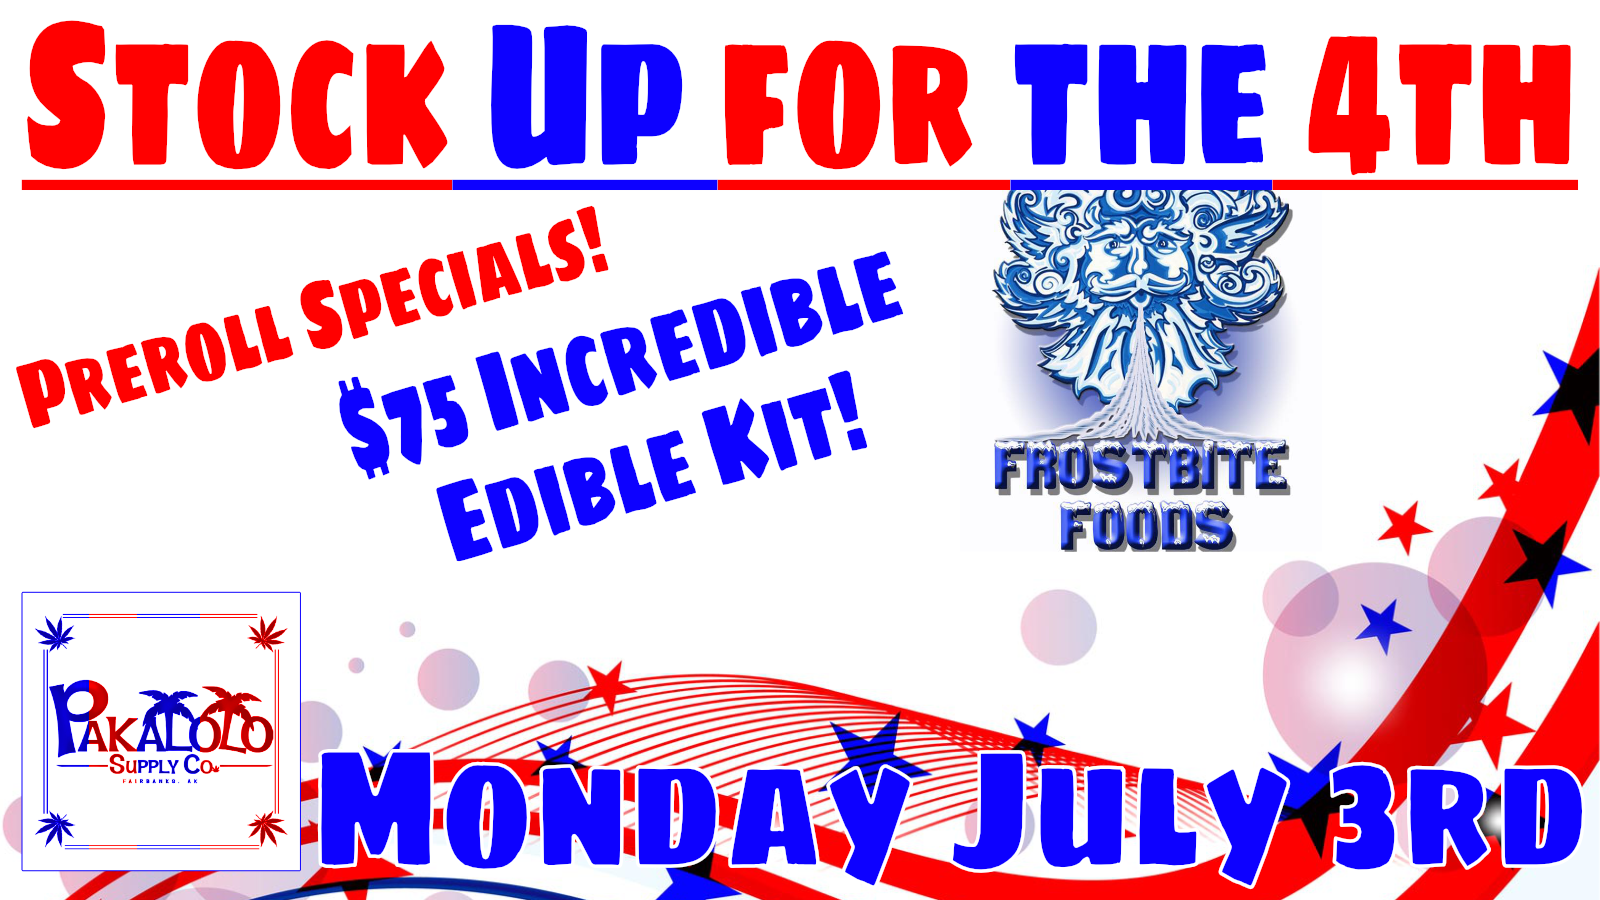 Stock Up for the 4th
Preroll Specials!
$75 Incredible
Edible Kit!
FROSTBITE
FOODS
Pakalolo
Supply Co.
FAIRBANKS, AK
Monday July 3rd